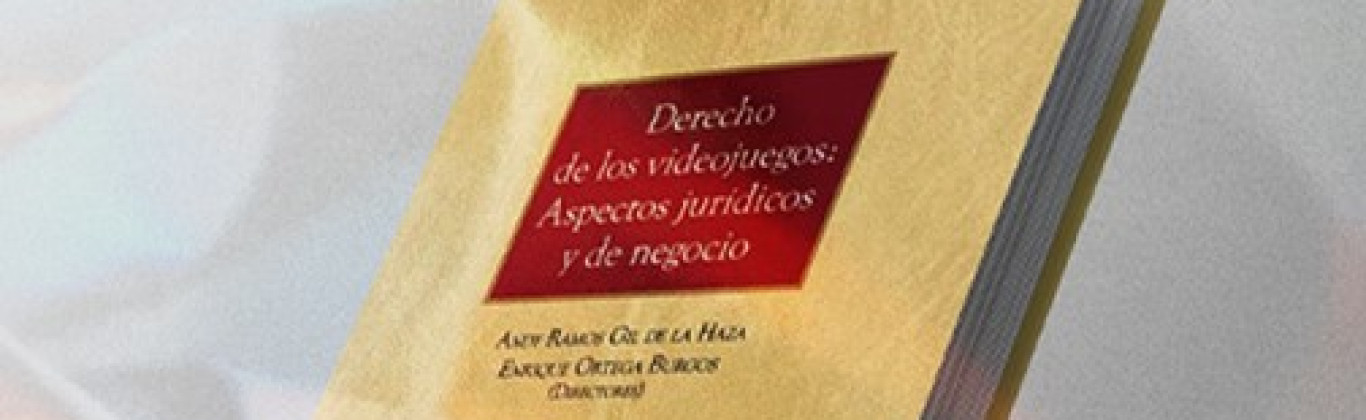 Derecho
de los videojuegos:
Aspectos jurídicos
y de negocio
ANDY RAMOS GIL DE LA HAZA
ENRIQUE ORTEGA BURGOS
(DIRECTORES)